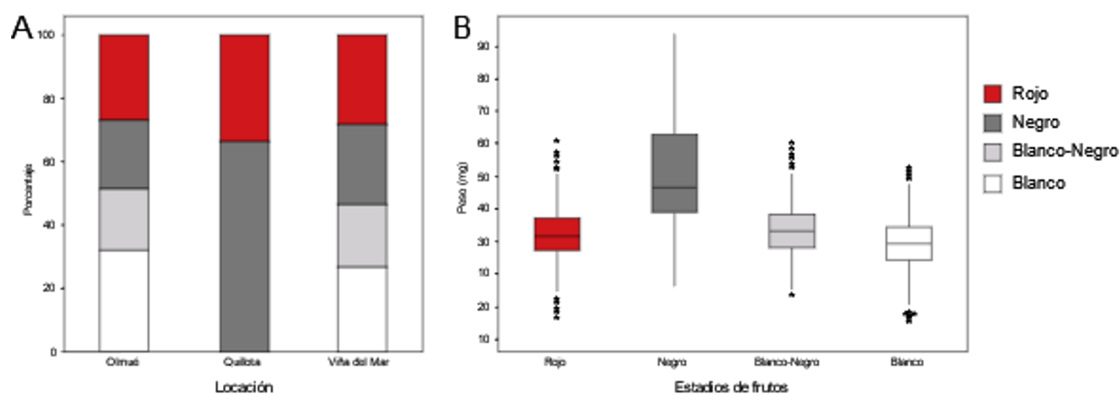 A
100
80
60
40
20
0
Porcentaje
Olmué
Quillota
Viña del Mar
Locación
B
90
80
70
60
50
40
30
10
20
10
Peso (mg)
Rojo
Negro
Blanco-Negro
Blanco
Estadios de frutos
Rojo
Negro
Blanco-Negro
Blanco